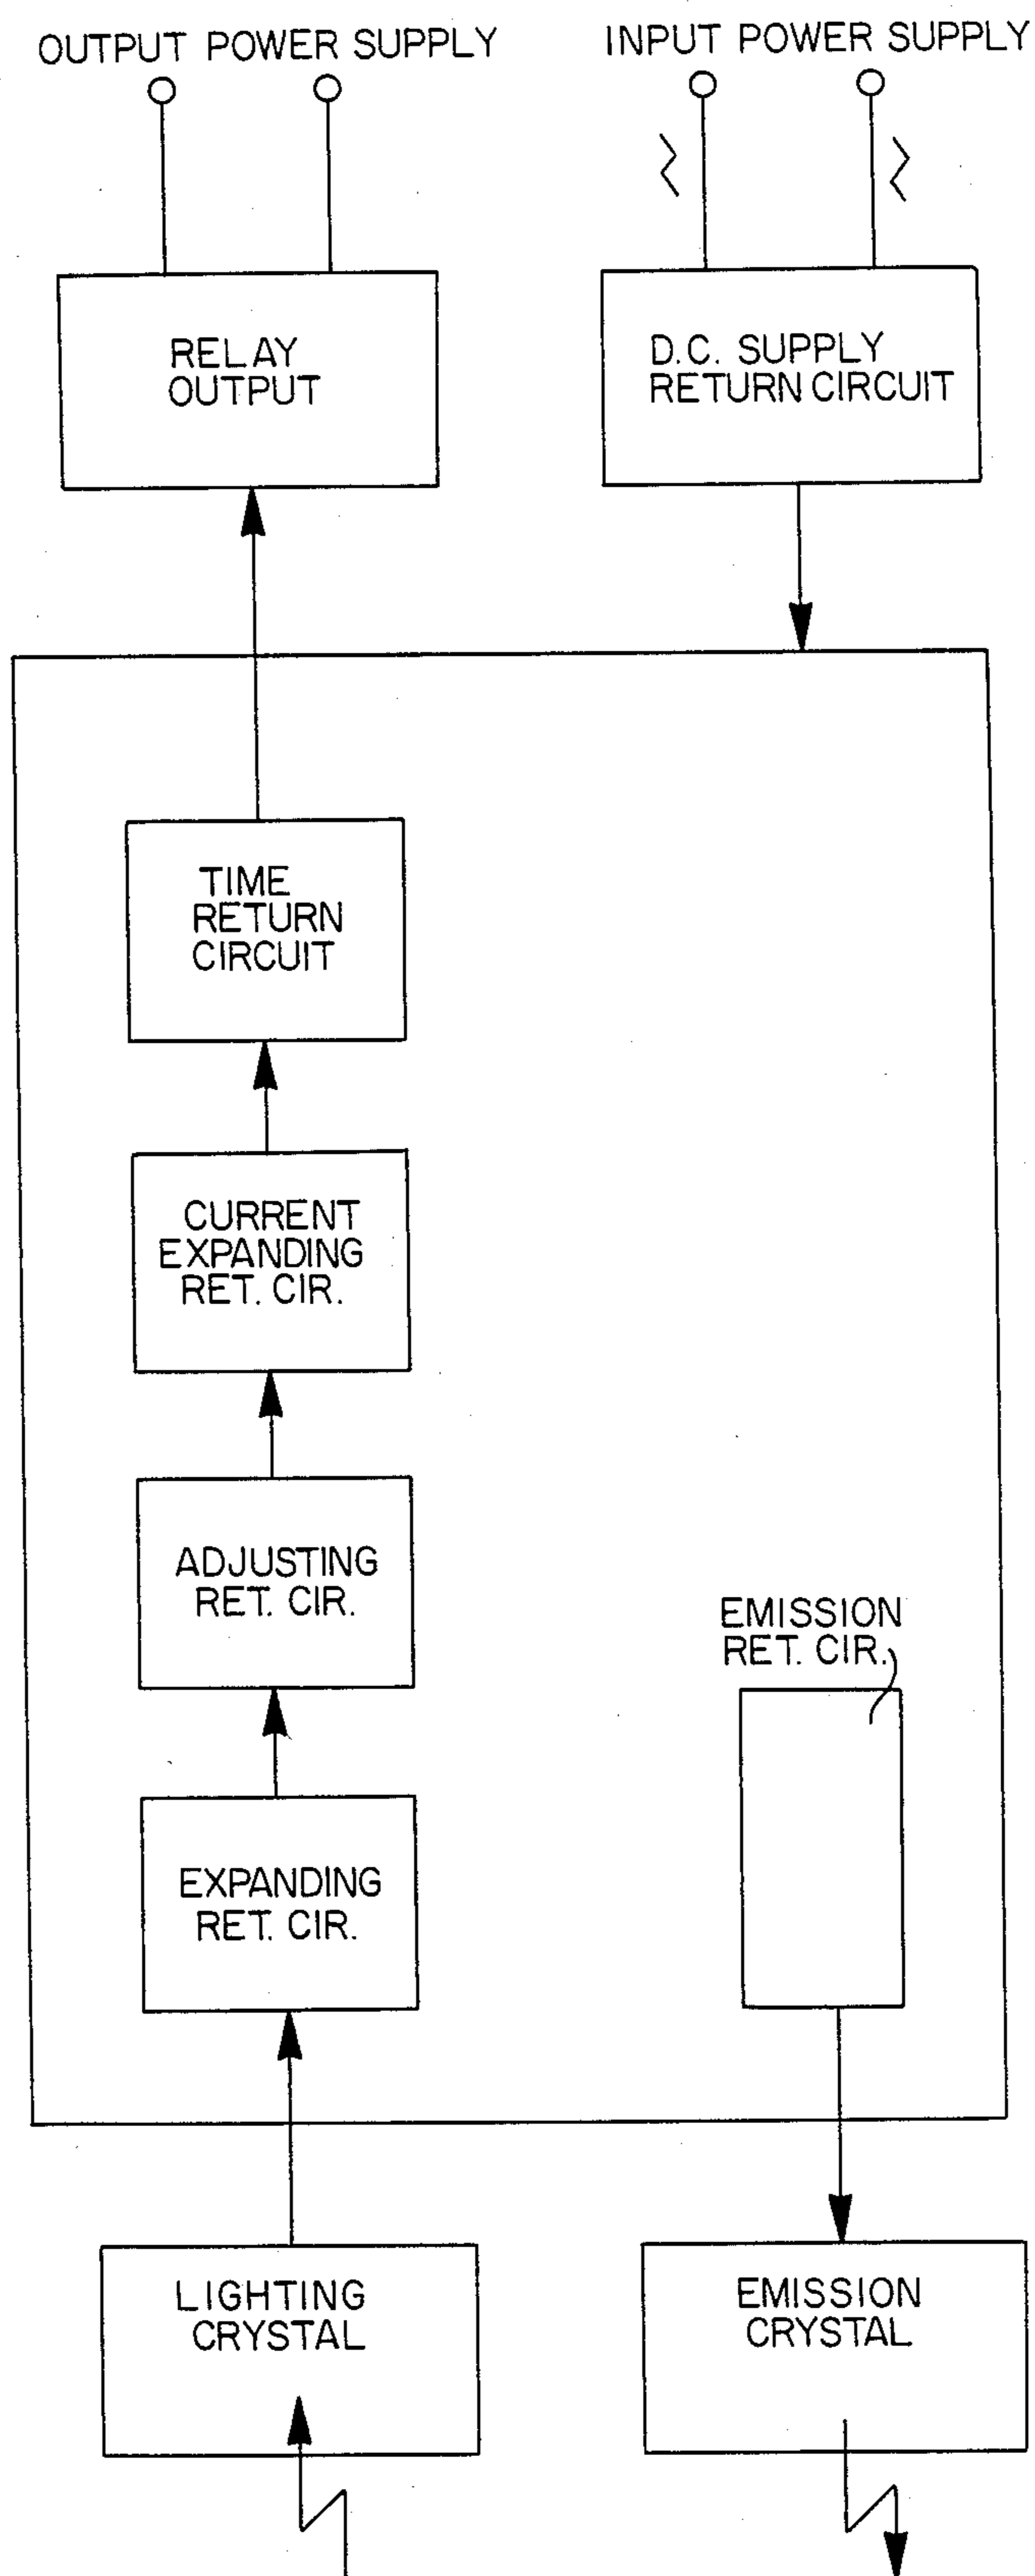 OUTPUT POWER SUPPLY
INPUT POWER SUPPLY
RELAY
OUTPUT
D.C. SUPPLY
RETURN CIRCUIT
TIME
RETURN
CIRCUIT
CURRENT
EXPANDING
RET. CIR.
ADJUSTING
RET. CIR.
EMISSION
RET. CIR.
EXPANDING
RET. CIR.
LIGHTING
CRYSTAL
EMISSION
CRYSTAL